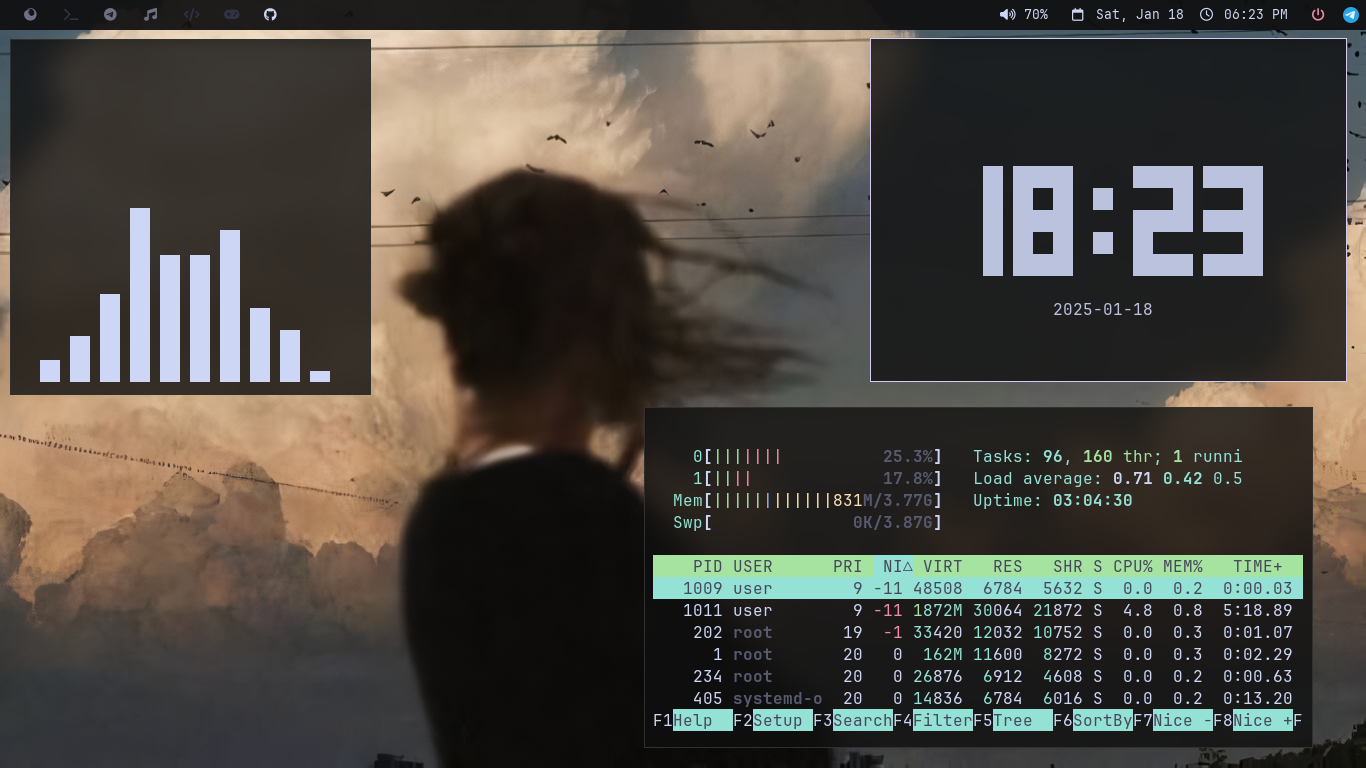 70% Sat, Jan 18 06:23 PM
18:23
2025-01-18
0[||||||| 25.3%] Tasks: 96, 160 thr; 1 runni
1[|||| 17.8%] Load average: 0.71 0.42 0.5
Mem[||||||||||||831M/3.77G] Uptime: 03:04:30
Swp[ 0K/3.87G]
PID USER PRI NI△ VIRT RES SHR S CPU% MEM% TIME+
1009 user 9 -11 48508 6784 5632 S 0.0 0.2 0:00.03
1011 user 9 -11 1872M 30064 21872 S 4.8 0.8 5:18.89
202 root 19 -1 33420 12032 10752 S 0.0 0.3 0:01.07
1 root 20 0 162M 11600 8272 S 0.0 0.3 0:02.29
234 root 20 0 26876 6912 4608 S 0.0 0.2 0:00.63
405 systemd-o 20 0 14836 6784 6016 S 0.0 0.2 0:13.20
F1Help F2Setup F3SearchF4FilterF5Tree F6SortByF7Nice -F8Nice +F